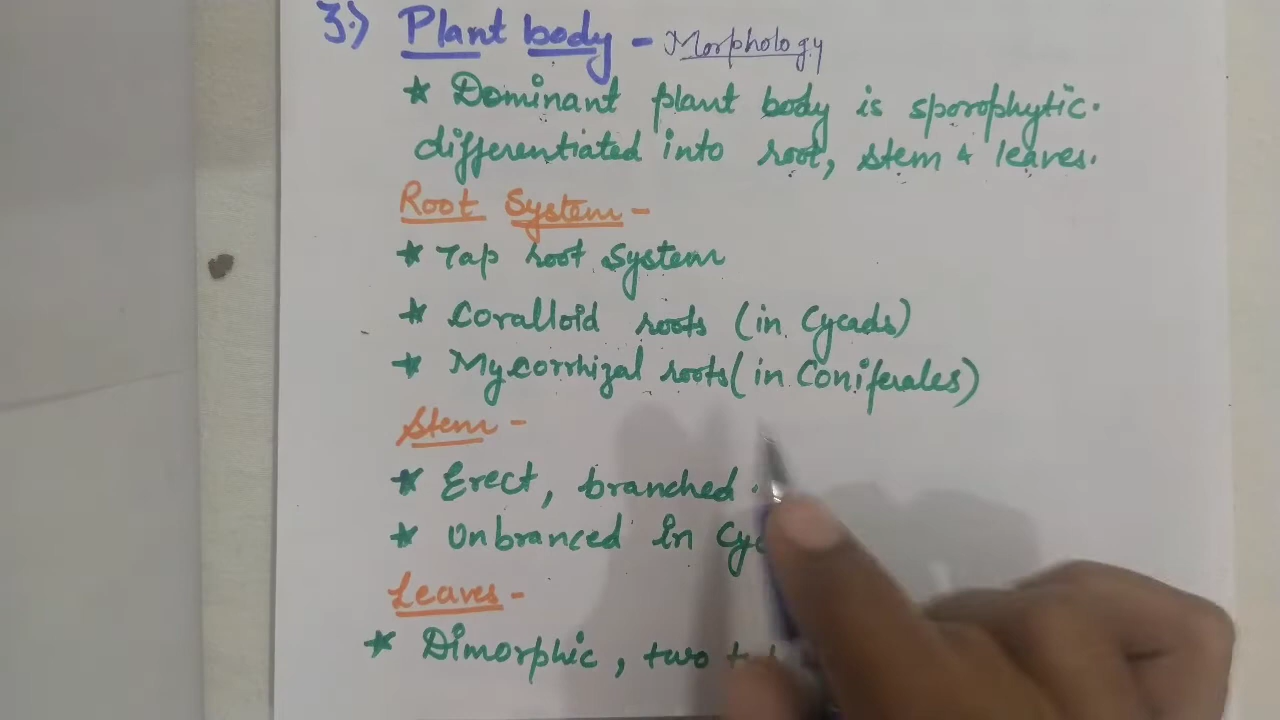 3.) Plant body - Morphology
* Dominant plant body is sporophytic.
differentiated into root, stem & leaves.
Root System -
* Tap root system
* Coralloid roots (in Cycads)
* Mycorrhizal roots (in Coniferales)
Stem -
* Erect, branched.
* Unbranced in
Leaves -
* Dimorphic, two